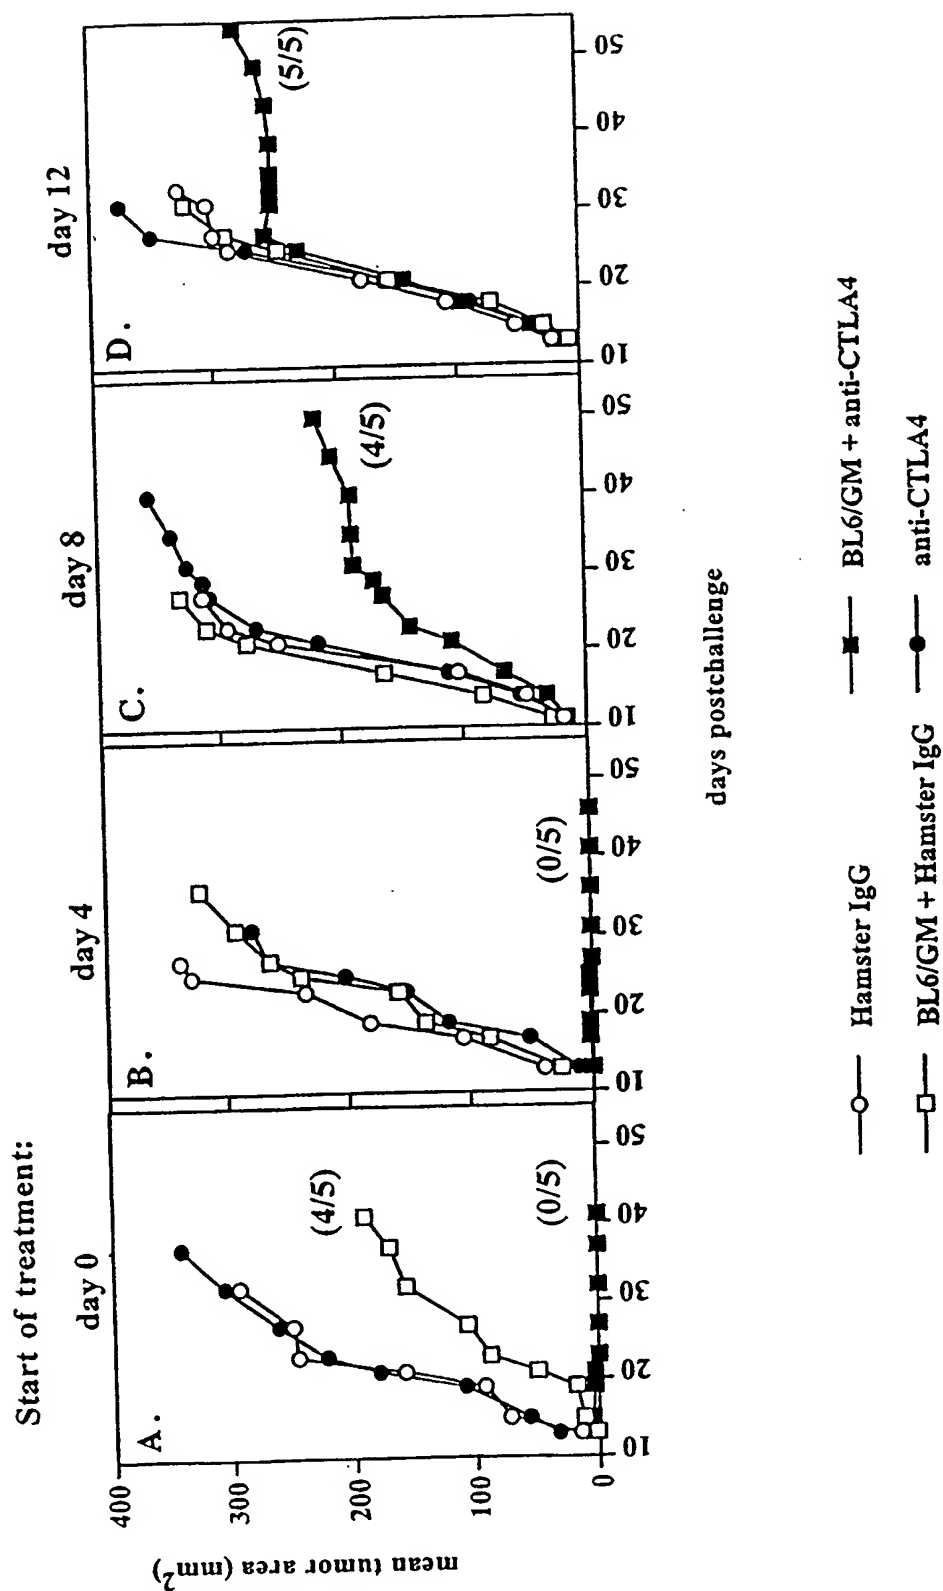 Start of treatment:
day 0
day 4
day 8
day 12
mean tumor area (mm²)
400
300
200
100
0
A.
(4/5)
(0/5)
10
20
30
40
50
B.
(0/5)
10
20
30
40
50
C.
(4/5)
10
20
30
40
50
D.
(5/5)
10
20
30
40
50
days postchallenge
Hamster IgG
BL6/GM + anti-CTLA4
BL6/GM + Hamster IgG
anti-CTLA4